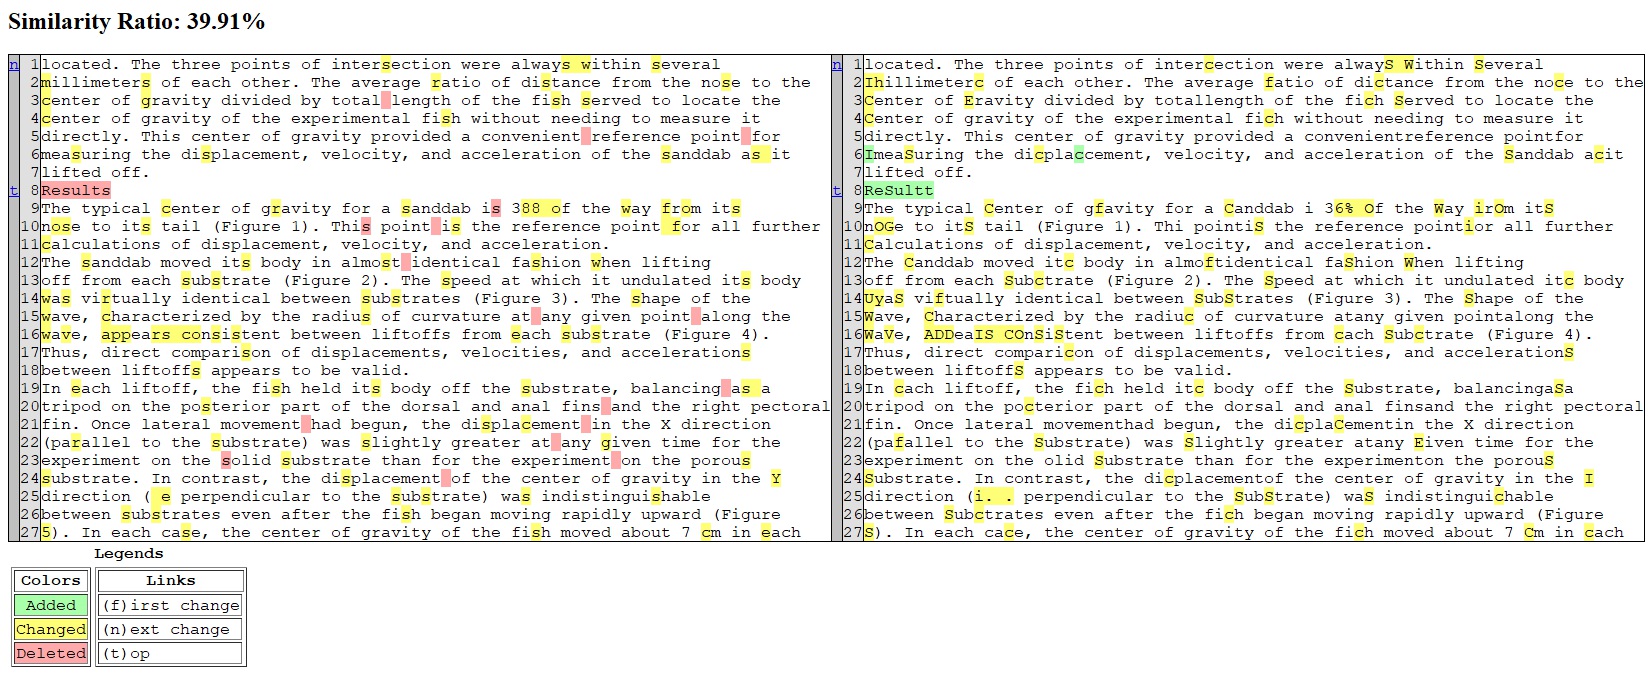 Similarity Ratio: 39.91%
n 1 located. The three points of intersection were always within several
2 millimeters of each other. The average ratio of distance from the nose to the
3 center of gravity divided by total length of the fish served to locate the
4 center of gravity of the experimental fish without needing to measure it
5 directly. This center of gravity provided a convenient reference point for
6 measuring the displacement, velocity, and acceleration of the sanddab as it
7 lifted off.
t 8 Results
9 The typical center of gravity for a sanddab is 388 of the way from its
10 nose to its tail (Figure 1). This point is the reference point for all further
11 calculations of displacement, velocity, and acceleration.
12 The sanddab moved its body in almost identical fashion when lifting
13 off from each substrate (Figure 2). The speed at which it undulated its body
14 was virtually identical between substrates (Figure 3). The shape of the
15 wave, characterized by the radius of curvature at any given point along the
16 wave, appears consistent between liftoffs from each substrate (Figure 4).
17 Thus, direct comparison of displacements, velocities, and accelerations
18 between liftoffs appears to be valid.
19 In each liftoff, the fish held its body off the substrate, balancing as a
20 tripod on the posterior part of the dorsal and anal fins and the right pectoral
21 fin. Once lateral movement had begun, the displacement in the X direction
22 (parallel to the substrate) was slightly greater at any given time for the
23 experiment on the solid substrate than for the experiment on the porous
24 substrate. In contrast, the displacement of the center of gravity in the Y
25 direction ( e perpendicular to the substrate) was indistinguishable
26 between substrates even after the fish began moving rapidly upward (Figure
27 5). In each case, the center of gravity of the fish moved about 7 cm in each
n 1 located. The three points of intercection were alwayS Within Several
2 Ihillimeterc of each other. The average fatio of dictance from the noce to the
3 Center of Eravity divided by totallength of the fich Served to locate the
4 Center of gravity of the experimental fich without needing to measure it
5 directly. This center of gravity provided a convenientreference pointfor
6 ImeaSuring the dicplaccement, velocity, and acceleration of the Sanddab acit
7 lifted off.
t 8 ReSultt
9 The typical Center of gfavity for a Canddab i 36% Of the Way irOm itS
10 nOGe to itS tail (Figure 1). Thi pointiS the reference pointior all further
11 Calculations of displacement, velocity, and acceleration.
12 The Canddab moved itc body in almoftidentical faShion When lifting
13 off from each Subctrate (Figure 2). The Speed at which it undulated itc body
14 UyaS viftually identical between SubStrates (Figure 3). The Shape of the
15 Wave, Characterized by the radiuc of curvature atany given pointalong the
16 WaVe, ADDeaIS COnSiStent between liftoffs from cach Subctrate (Figure 4).
17 Thus, direct comparicon of displacements, velocities, and accelerationS
18 between liftoffS appears to be valid.
19 In cach liftoff, the fich held itc body off the Substrate, balancingaSa
20 tripod on the pocterior part of the dorsal and anal finsand the right pectoral
21 fin. Once lateral movementhad begun, the dicplaCementin the X direction
22 (pafallel to the Substrate) was Slightly greater atany Eiven time for the
23 experiment on the olid Substrate than for the experimenton the porouS
24 Substrate. In contrast, the dicplacementof the center of gravity in the I
25 direction (i. . perpendicular to the SubStrate) waS indistinguichable
26 between Subctrates even after the fich began moving rapidly upward (Figure
27 S). In each cace, the center of gravity of the fich moved about 7 Cm in cach
Legends
Colors Links
Added (f)irst change
Changed (n)ext change
Deleted (t)op